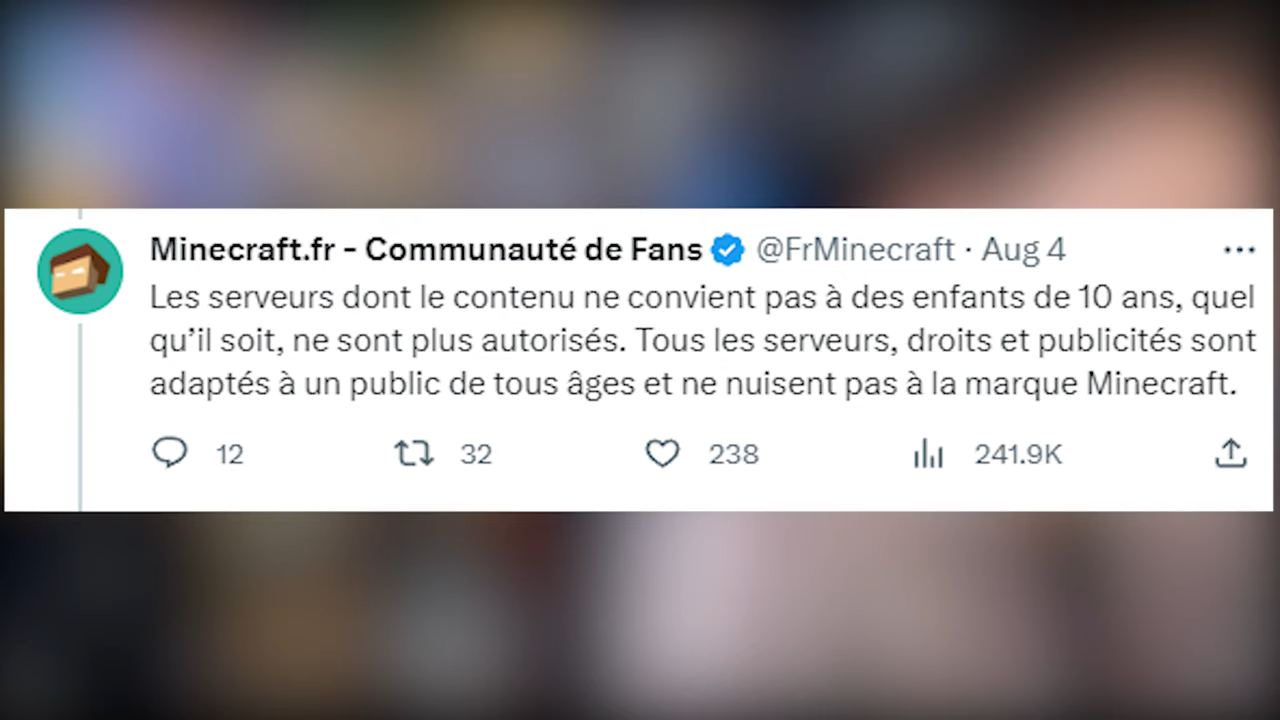 Minecraft.fr - Communauté de Fans @FrMinecraft · Aug 4
Les serveurs dont le contenu ne convient pas à des enfants de 10 ans, quel
qu’il soit, ne sont plus autorisés. Tous les serveurs, droits et publicités sont
adaptés à un public de tous âges et ne nuisent pas à la marque Minecraft.
12 32 238 241.9K